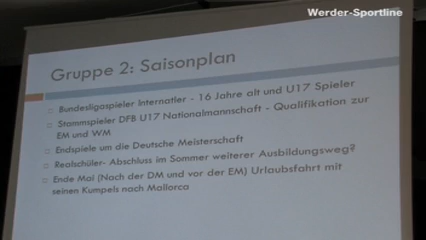 Werder-Sportline
Gruppe 2: Saisonplan
:: Bundesligaspieler Internatler - 16 Jahre alt und U17 Spieler
:: Stammspieler DFB U17 Nationalmannschaft - Qualifikation zur
EM und WM
:: Endspiele um die Deutsche Meisterschaft
:: Realschüler- Abschluss im Sommer weiterer Ausbildungsweg?
:: Ende Mai (Nach der DM und vor der EM) Urlaubsfahrt mit
seinen Kumpels nach Mallorca